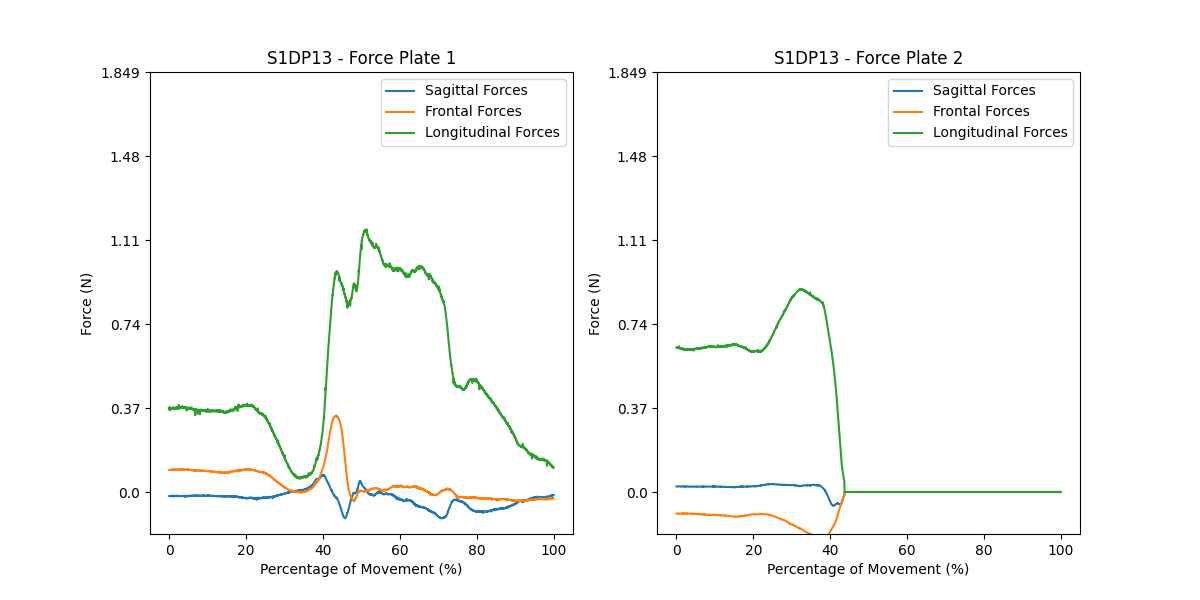 S1DP13 - Force Plate 1
1.849
1.48
1.11
0.74
0.37
0.0
Force (N)
Sagittal Forces
Frontal Forces
Longitudinal Forces
0 20 40 60 80 100
Percentage of Movement (%)
S1DP13 - Force Plate 2
1.849
1.48
1.11
0.74
0.37
0.0
Force (N)
Sagittal Forces
Frontal Forces
Longitudinal Forces
0 20 40 60 80 100
Percentage of Movement (%)